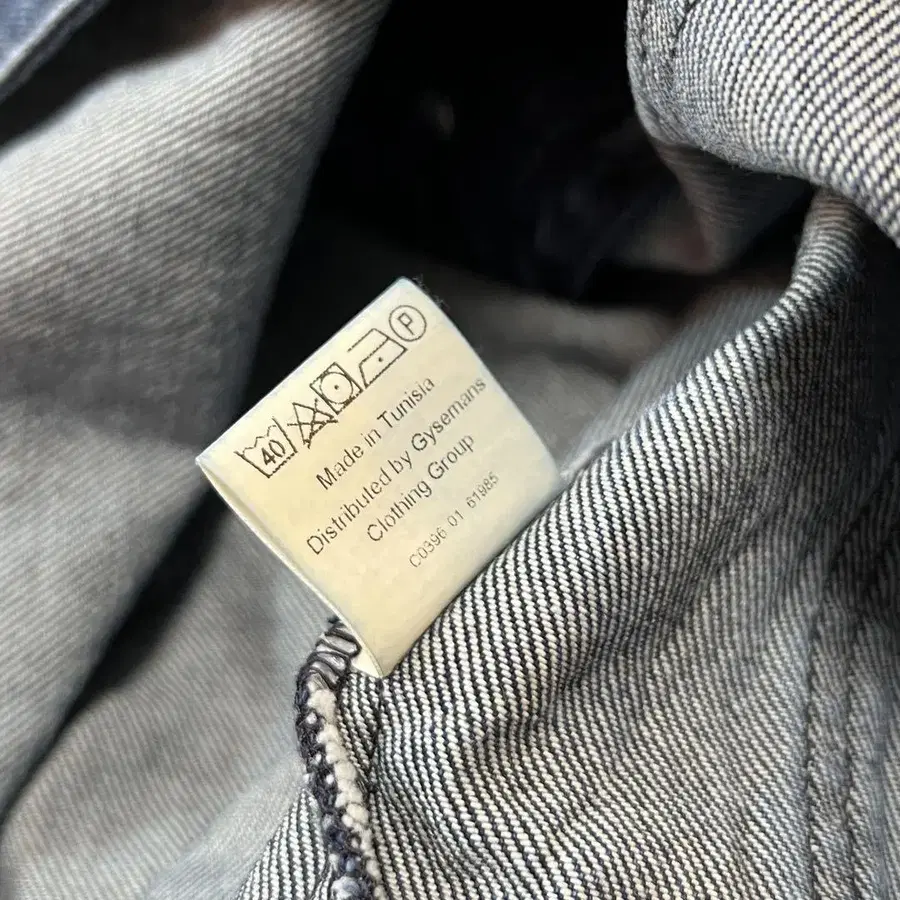 40 P
Made in Tunisia
Distributed by Gysemans
Clothing Group
C0396 01 61985